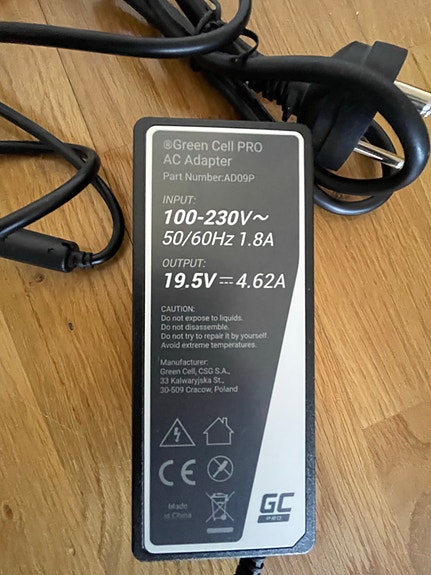 ®Green Cell PRO
AC Adapter
Part Number:AD09P
INPUT:
100-230V~
50/60Hz 1.8A
OUTPUT:
19.5V⎓4.62A
CAUTION:
Do not expose to liquids.
Do not disassemble.
Do not try to repair it by yourself.
Avoid extreme temperatures.
Manufacturer:
Green Cell, CSG S.A.,
33 Kalwaryjska St.,
30-509 Cracow, Poland
CE
Made
in China
GC
PRO